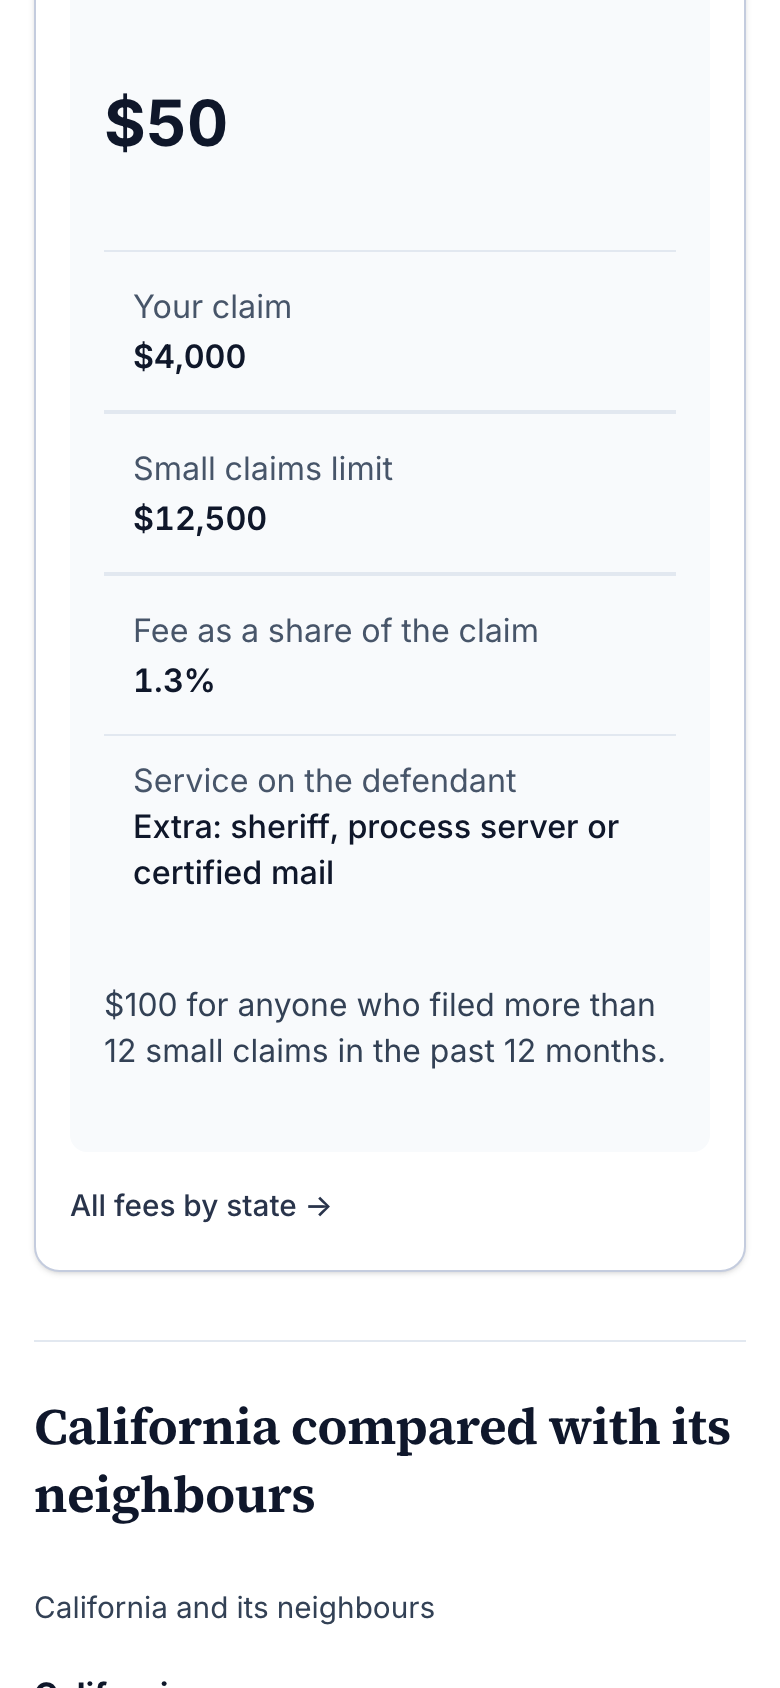 $50
Your claim
$4,000
Small claims limit
$12,500
Fee as a share of the claim
1.3%
Service on the defendant
Extra: sheriff, process server or
certified mail
$100 for anyone who filed more than
12 small claims in the past 12 months.
All fees by state →
California compared with its
neighbours
California and its neighbours
California